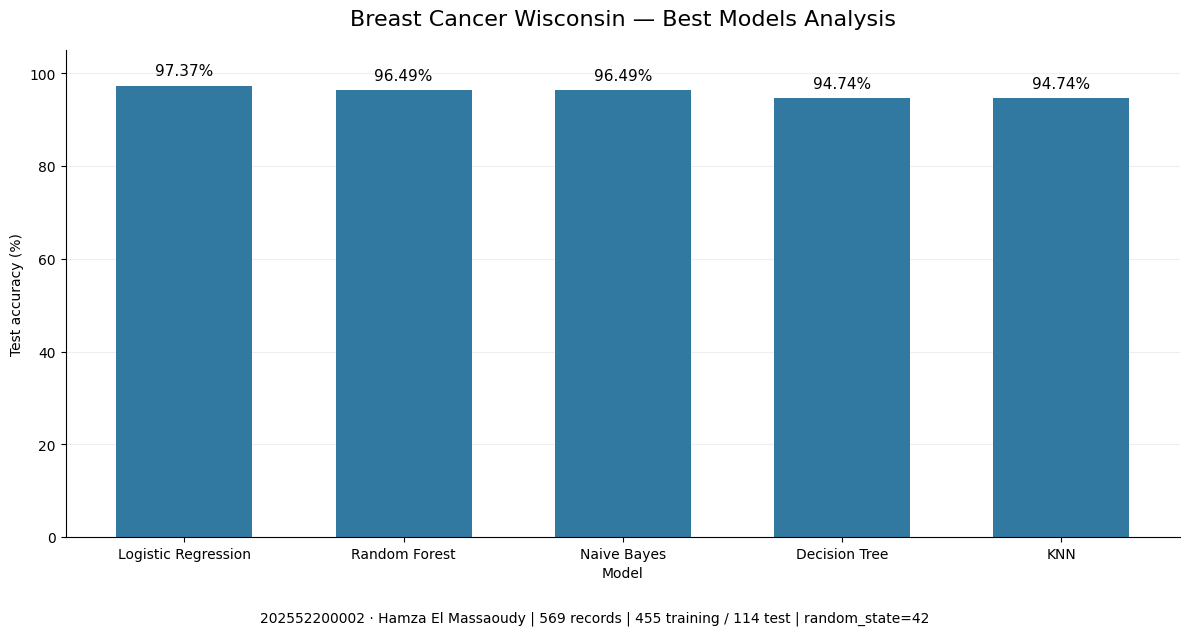 Breast Cancer Wisconsin — Best Models Analysis
97.37%
96.49%
96.49%
94.74%
94.74%
100
80
60
40
20
0
Test accuracy (%)
Logistic Regression
Random Forest
Naive Bayes
Decision Tree
KNN
Model
202552200002 · Hamza El Massaoudy | 569 records | 455 training / 114 test | random_state=42